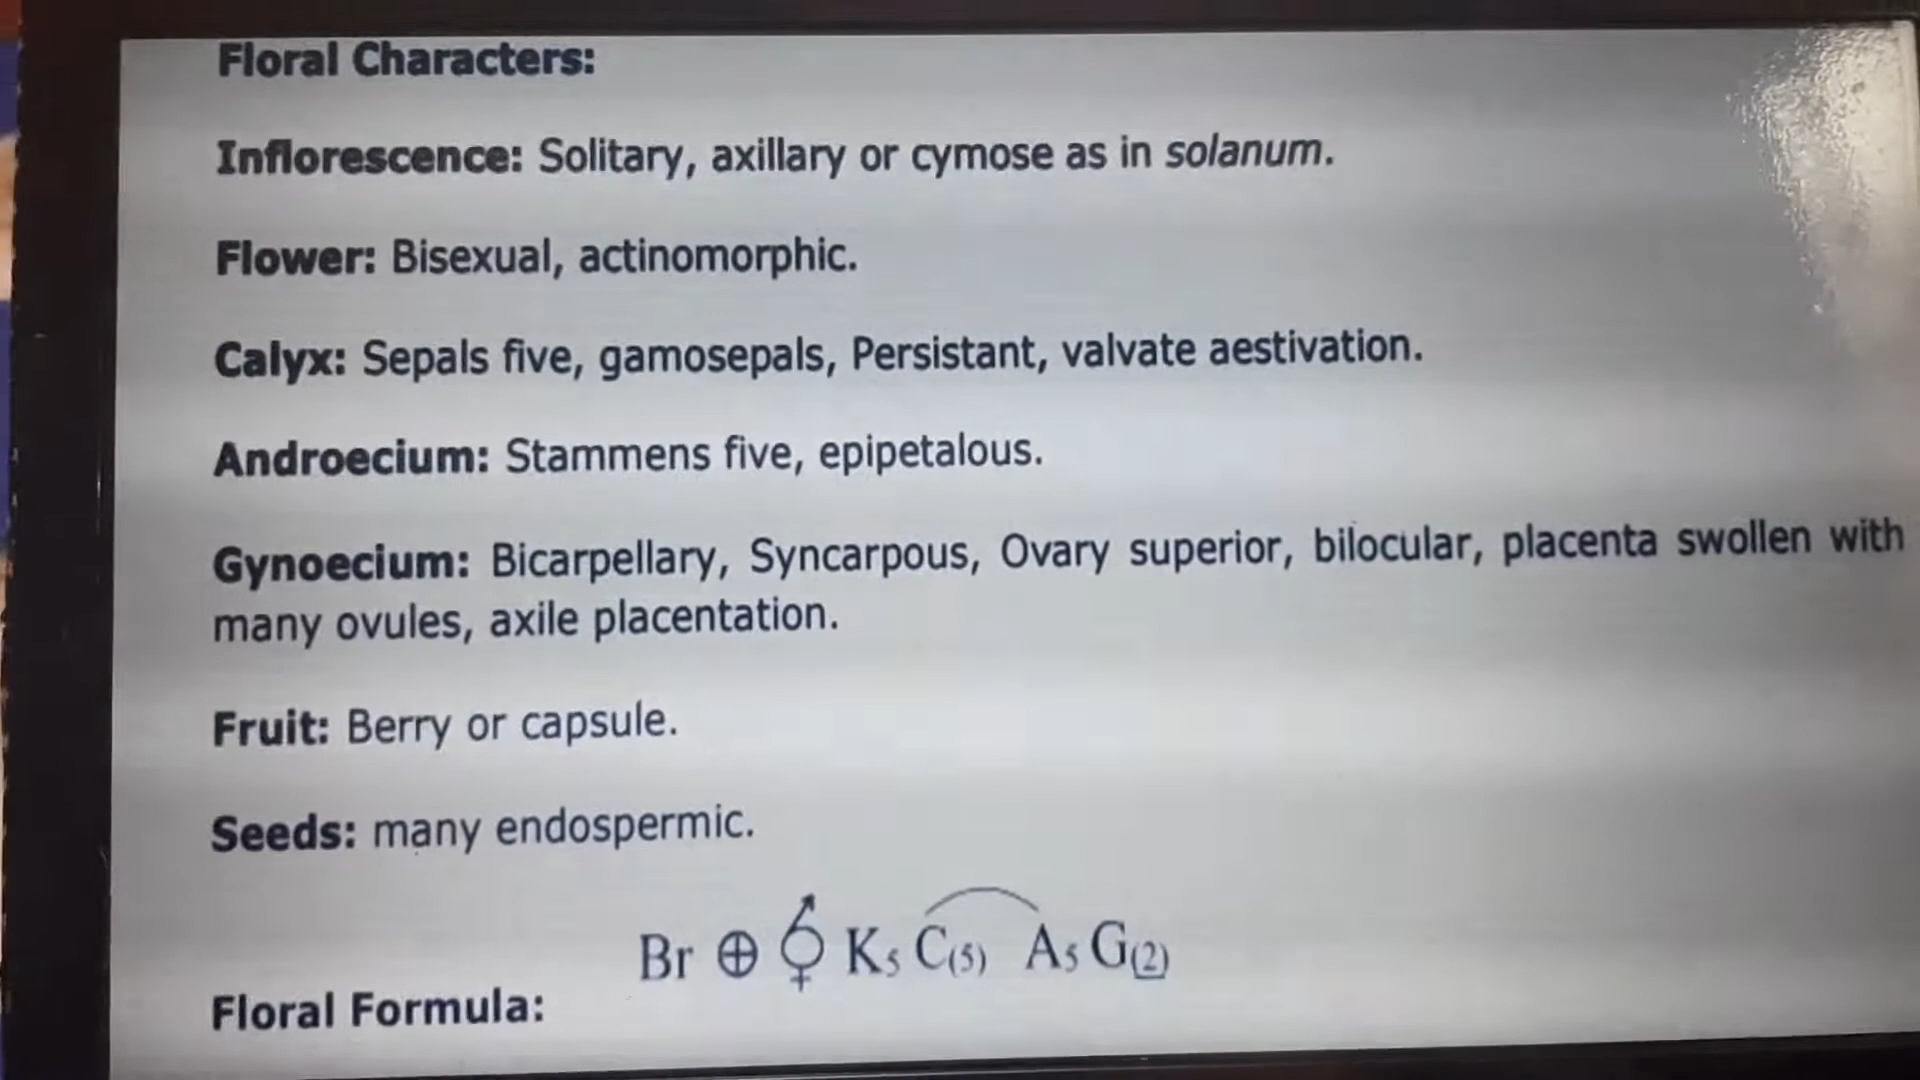 Floral Characters:
Inflorescence: Solitary, axillary or cymose as in solanum.
Flower: Bisexual, actinomorphic.
Calyx: Sepals five, gamosepals, Persistant, valvate aestivation.
Androecium: Stammens five, epipetalous.
Gynoecium: Bicarpellary, Syncarpous, Ovary superior, bilocular, placenta swollen with
many ovules, axile placentation.
Fruit: Berry or capsule.
Seeds: many endospermic.
Br ⊕ ⚥ K5 C(5) A5 G(2)
Floral Formula: